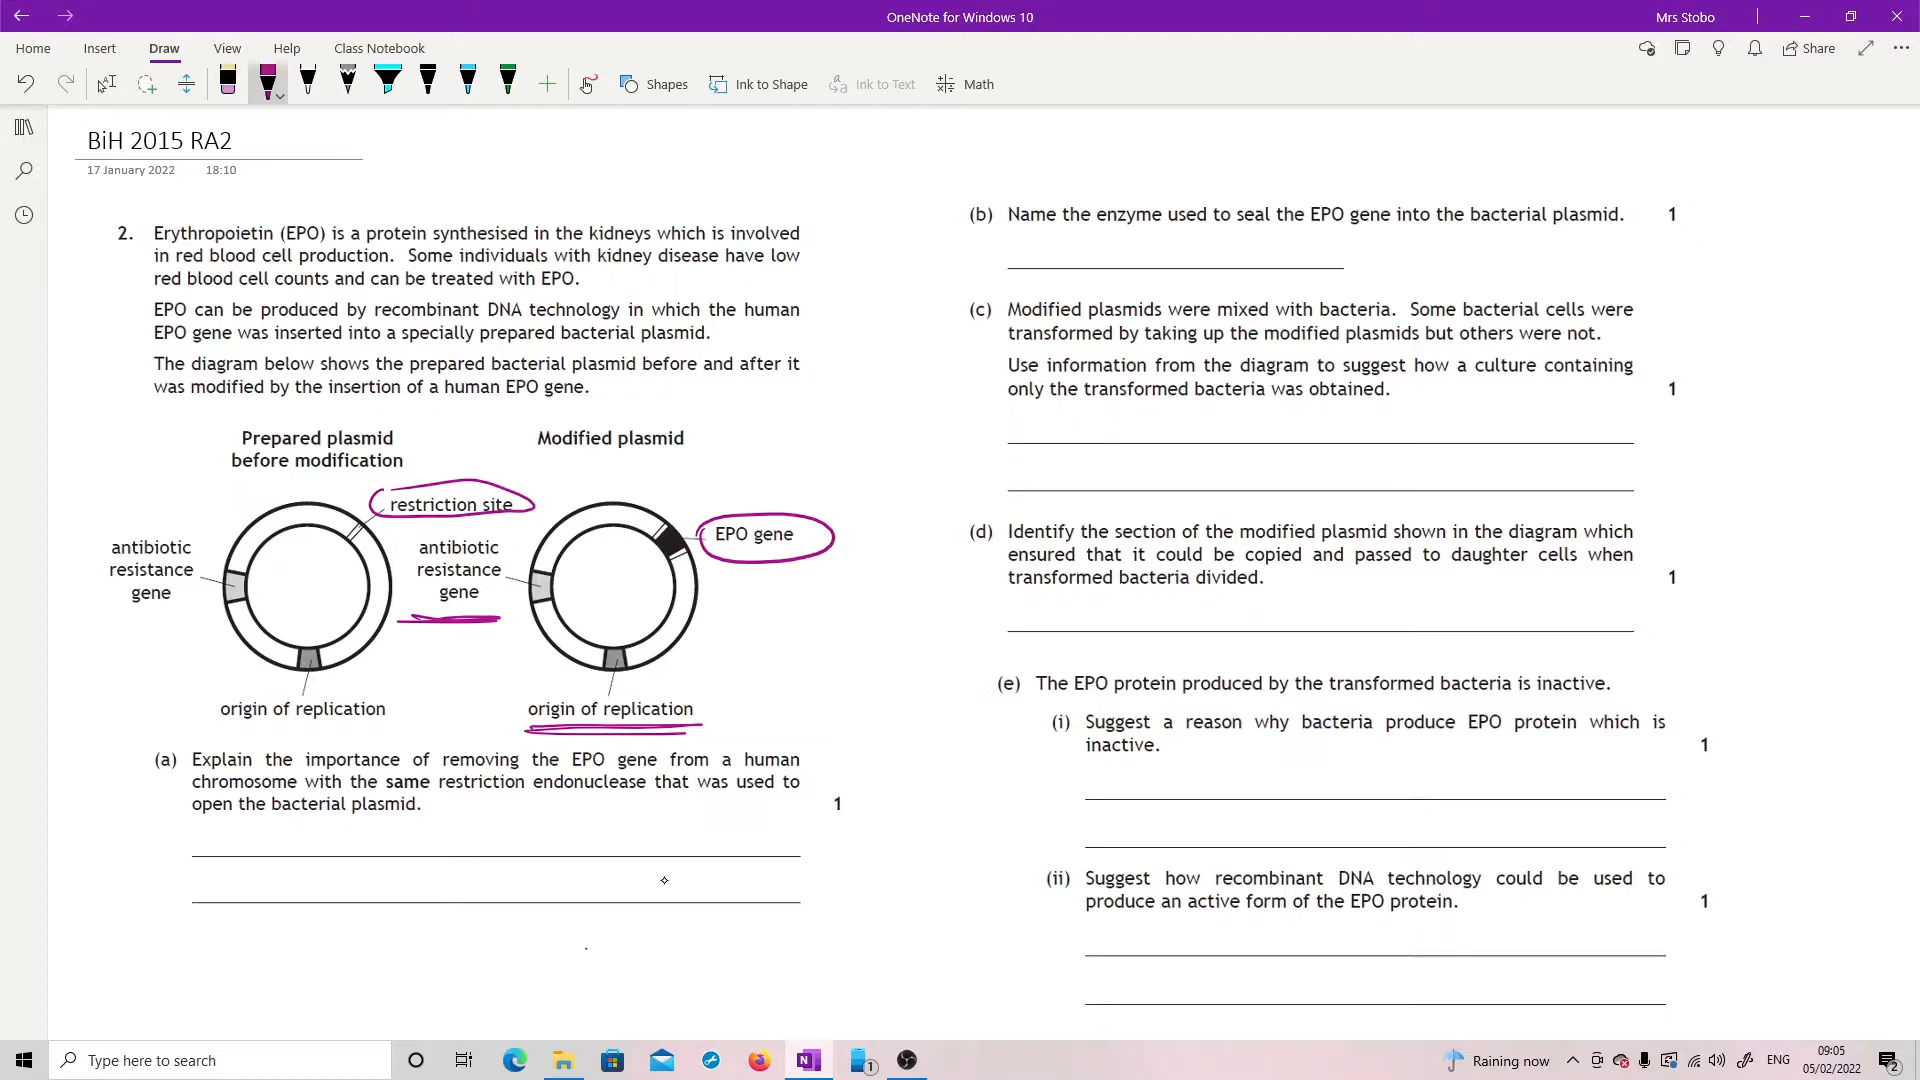 OneNote for Windows 10
Mrs Stobo
Home
Insert
Draw
View
Help
Class Notebook
Share
Shapes
Ink to Shape
Ink to Text
Math
BiH 2015 RA2
17 January 2022
18:10
2. Erythropoietin (EPO) is a protein synthesised in the kidneys which is involved
in red blood cell production. Some individuals with kidney disease have low
red blood cell counts and can be treated with EPO.
EPO can be produced by recombinant DNA technology in which the human
EPO gene was inserted into a specially prepared bacterial plasmid.
The diagram below shows the prepared bacterial plasmid before and after it
was modified by the insertion of a human EPO gene.
Prepared plasmid
before modification
Modified plasmid
restriction site
EPO gene
antibiotic
resistance
gene
antibiotic
resistance
gene
origin of replication
origin of replication
(a) Explain the importance of removing the EPO gene from a human
chromosome with the same restriction endonuclease that was used to
open the bacterial plasmid. 1
(b) Name the enzyme used to seal the EPO gene into the bacterial plasmid. 1
(c) Modified plasmids were mixed with bacteria. Some bacterial cells were
transformed by taking up the modified plasmids but others were not.
Use information from the diagram to suggest how a culture containing
only the transformed bacteria was obtained. 1
(d) Identify the section of the modified plasmid shown in the diagram which
ensured that it could be copied and passed to daughter cells when
transformed bacteria divided. 1
(e) The EPO protein produced by the transformed bacteria is inactive.
(i) Suggest a reason why bacteria produce EPO protein which is
inactive. 1
(ii) Suggest how recombinant DNA technology could be used to
produce an active form of the EPO protein. 1
Type here to search
1
Raining now
ENG
09:05
05/02/2022
2